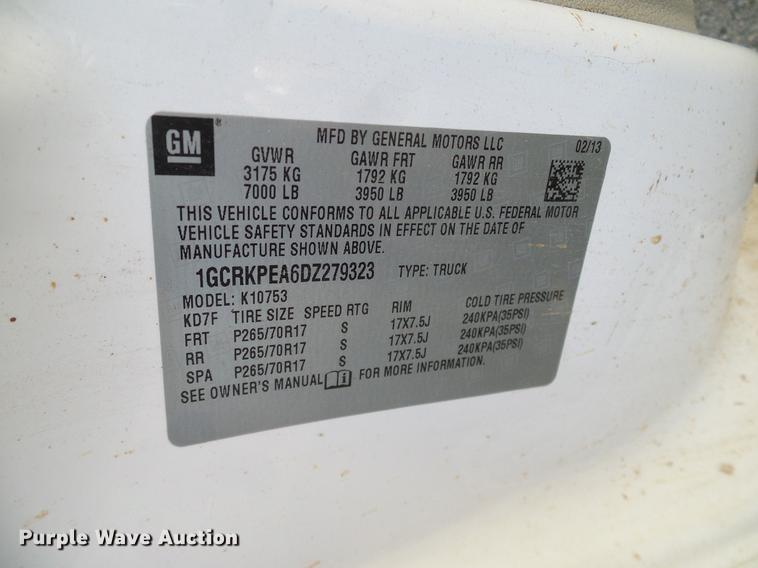 GM
MFD BY GENERAL MOTORS LLC 02/13
GVWR GAWR FRT GAWR RR
3175 KG 1792 KG 1792 KG
7000 LB 3950 LB 3950 LB
THIS VEHICLE CONFORMS TO ALL APPLICABLE U.S. FEDERAL MOTOR
VEHICLE SAFETY STANDARDS IN EFFECT ON THE DATE OF
MANUFACTURE SHOWN ABOVE.
1GCRKPEA6DZ279323 TYPE: TRUCK
MODEL: K10753
KD7F TIRE SIZE SPEED RTG RIM COLD TIRE PRESSURE
FRT P265/70R17 S 17X7.5J 240KPA(35PSI)
RR P265/70R17 S 17X7.5J 240KPA(35PSI)
SPA P265/70R17 S 17X7.5J 240KPA(35PSI)
SEE OWNER'S MANUAL FOR MORE INFORMATION.
Purple Wave Auction